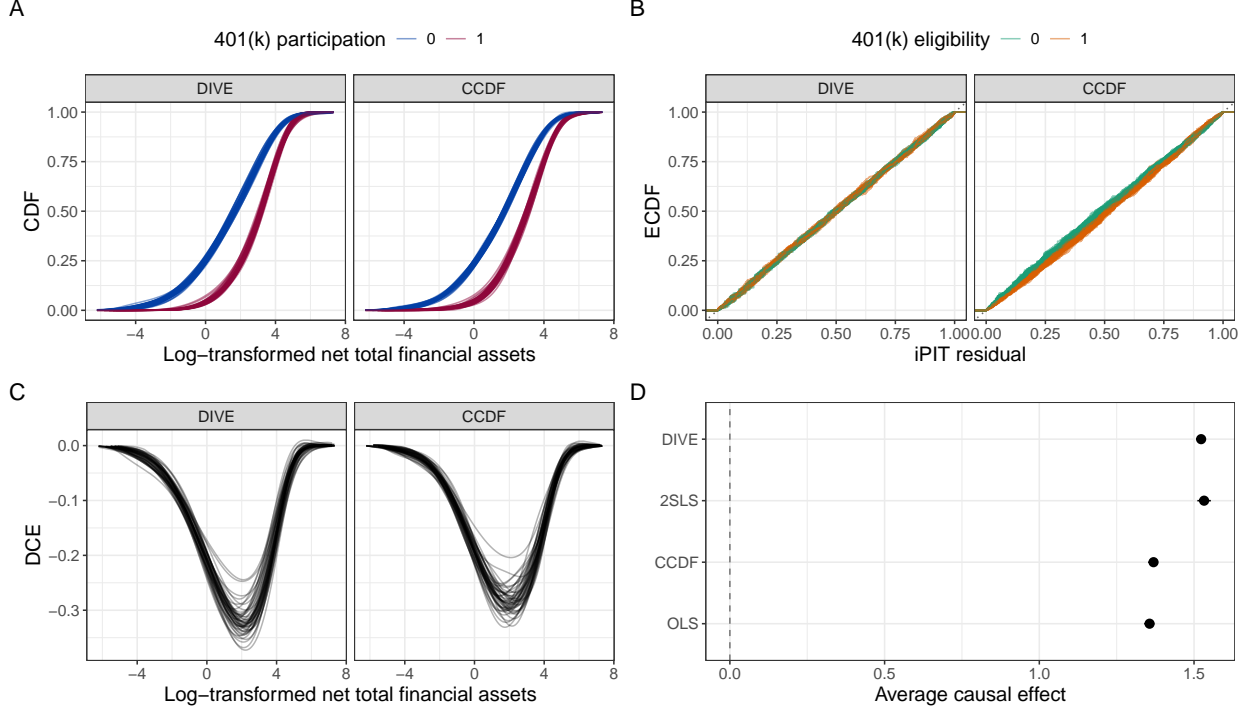 A
401(k) participation 0 1
DIVE CCDF
CDF
1.00
0.75
0.50
0.25
0.00
−4 0 4 8 −4 0 4 8
Log−transformed net total financial assets
B
401(k) eligibility 0 1
DIVE CCDF
ECDF
1.00
0.75
0.50
0.25
0.00
0.00 0.25 0.50 0.75 1.00 0.00 0.25 0.50 0.75 1.00
iPIT residual
C
DIVE CCDF
DCE
0.0
−0.1
−0.2
−0.3
−4 0 4 8 −4 0 4 8
Log−transformed net total financial assets
D
DIVE
2SLS
CCDF
OLS
0.0 0.5 1.0 1.5
Average causal effect